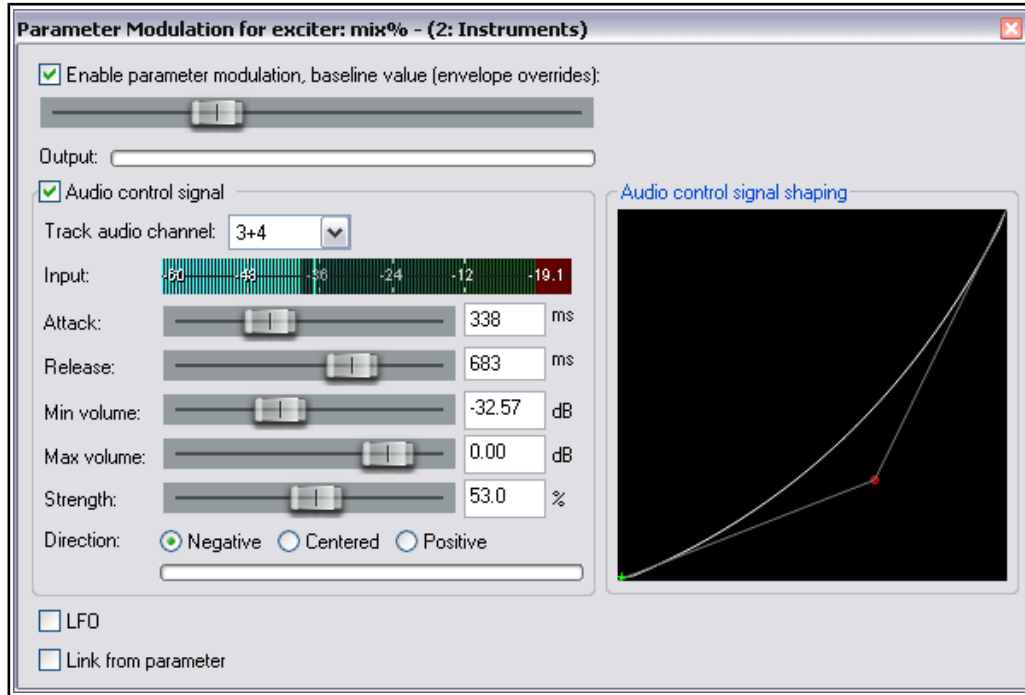 Parameter Modulation for exciter: mix% - (2: Instruments)
Enable parameter modulation, baseline value (envelope overrides):
Output:
Audio control signal
Audio control signal shaping
Track audio channel: 3+4
Input: -60 -48 -36 -24 -12 -19.1
Attack: 338 ms
Release: 683 ms
Min volume: -32.57 dB
Max volume: 0.00 dB
Strength: 53.0 %
Direction: Negative Centered Positive
LFO
Link from parameter